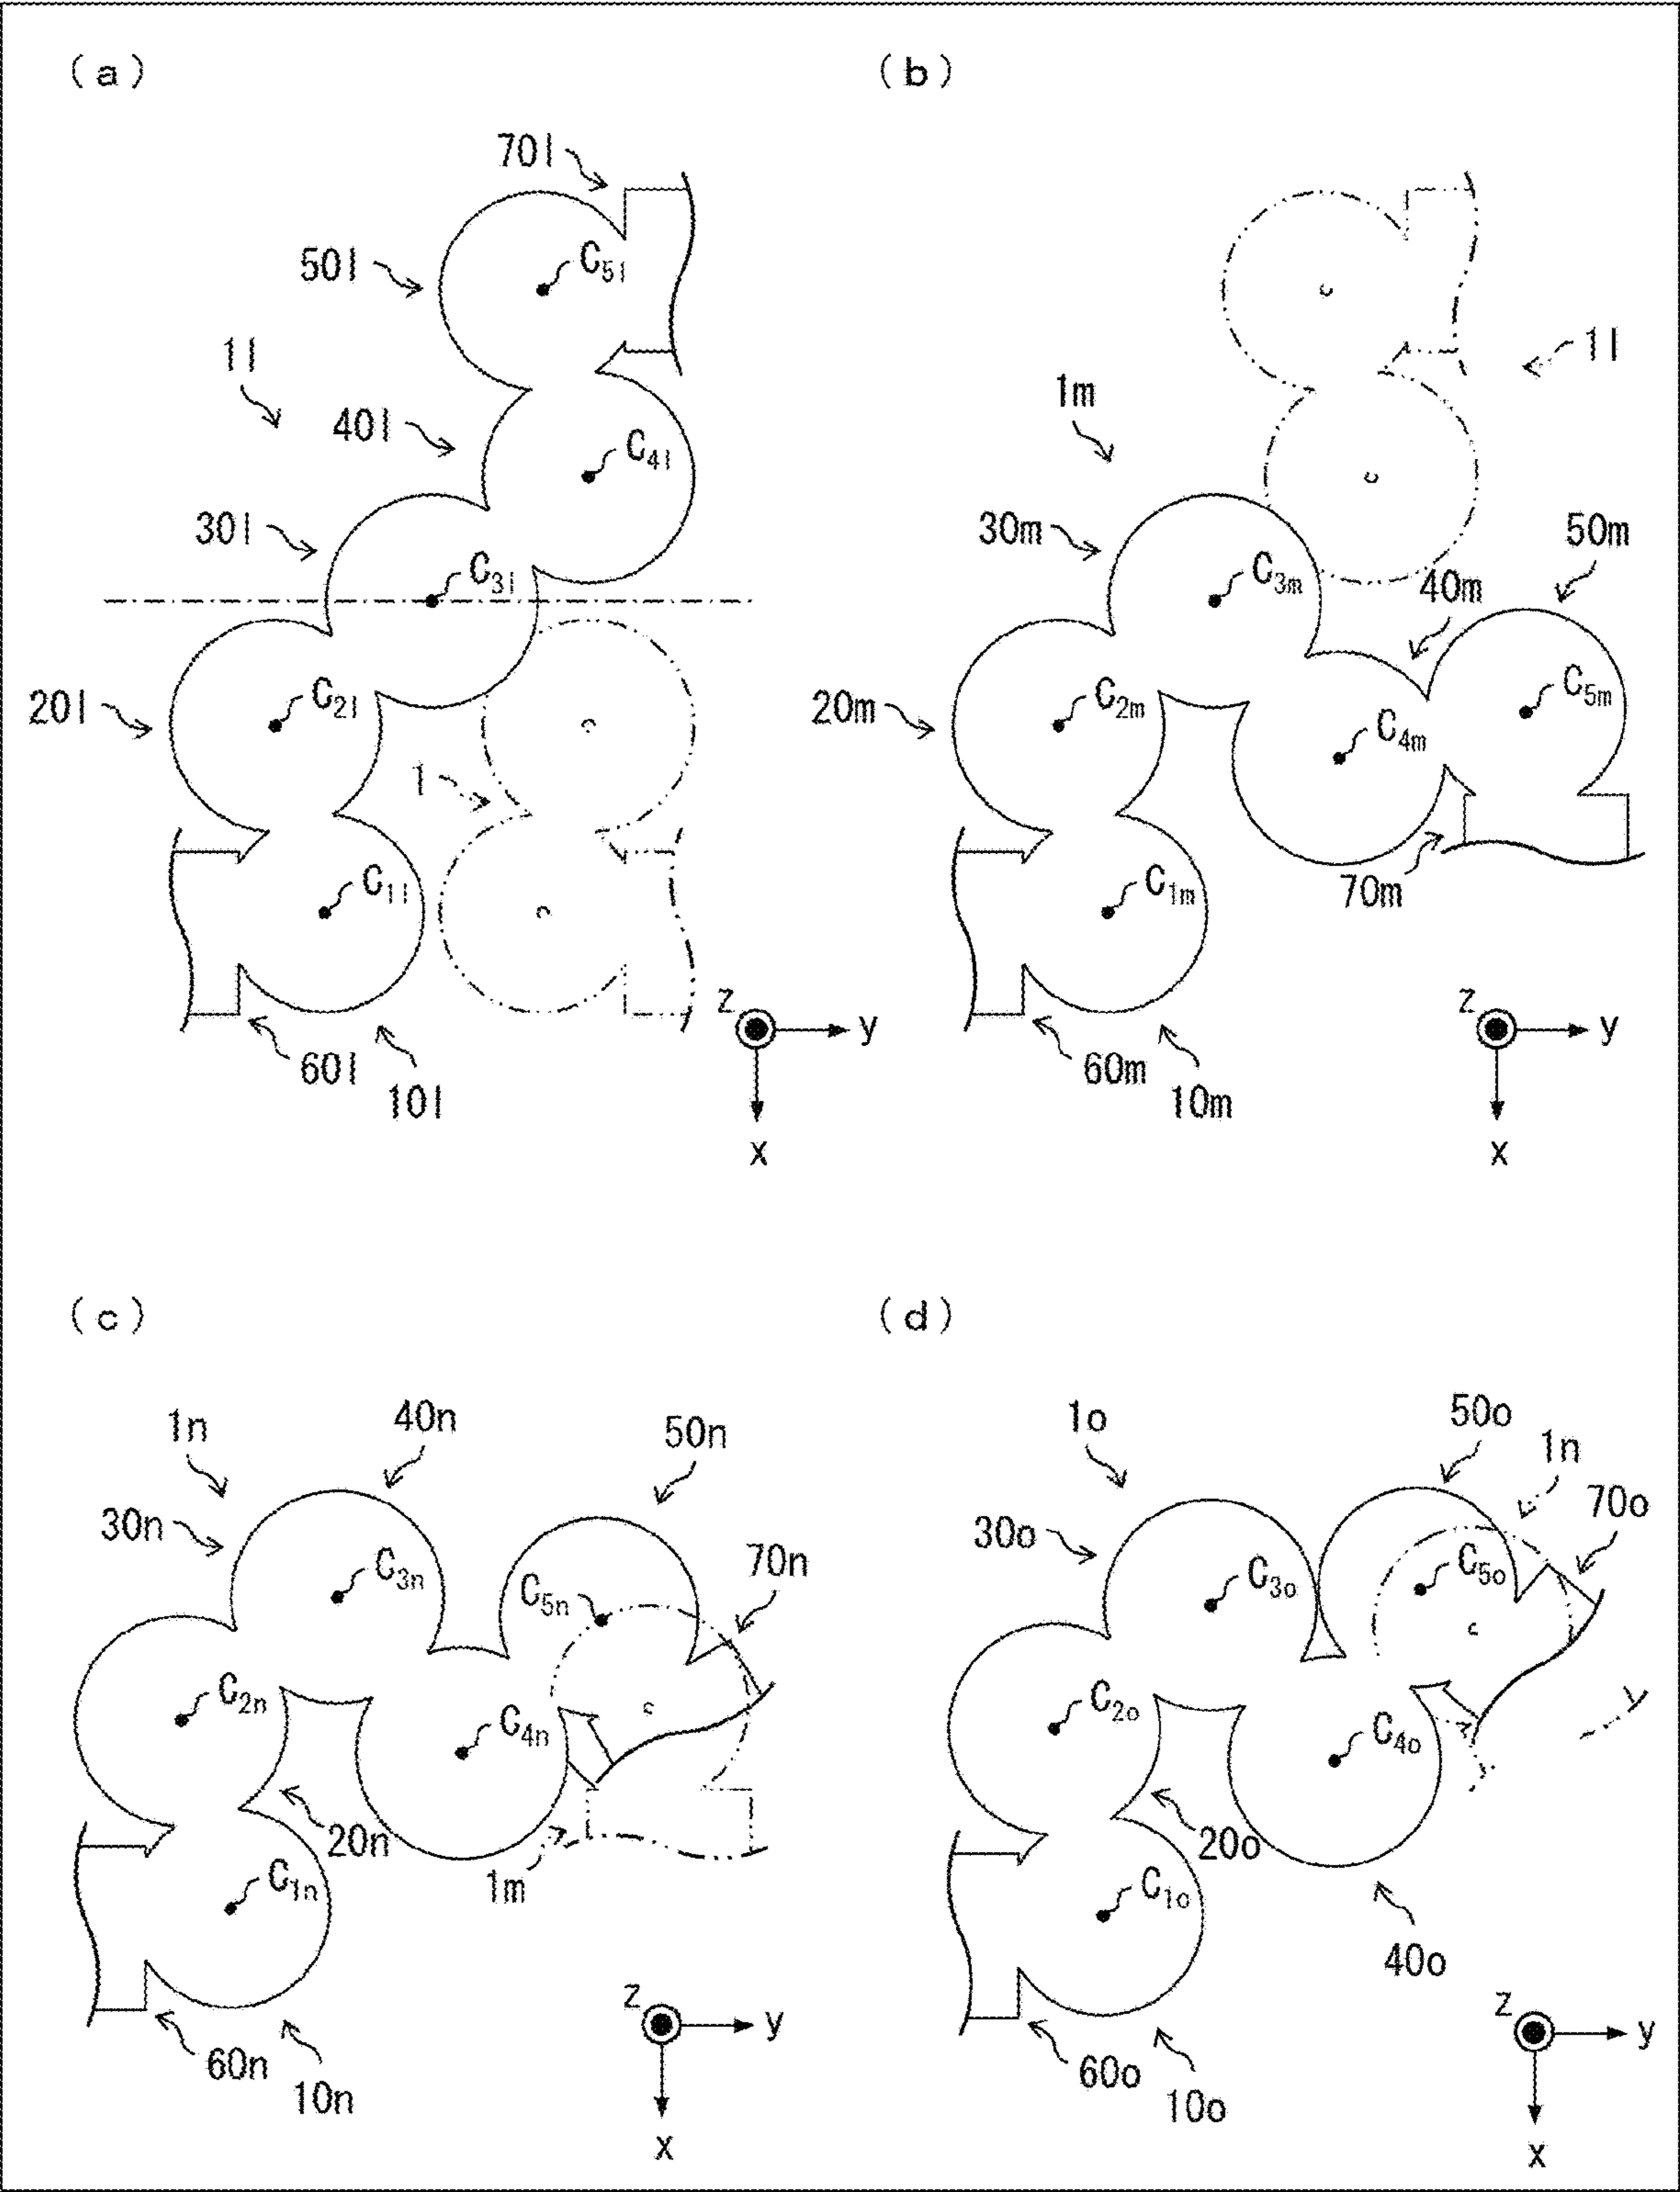 (a)
70l
50l
C5l
1l
40l
C4l
30l
C3l
20l
C2l
1
C1l
60l
10l
z
y
x
(b)
1l
1m
30m
C3m
50m
40m
20m
C2m
C5m
C4m
70m
C1m
60m
10m
z
y
x
(c)
1n
40n
50n
30n
C3n
C5n
70n
C2n
C4n
20n
1m
C1n
60n
10n
z
y
x
(d)
1o
50o
1n
70o
30o
C3o
C5o
C2o
C4o
20o
C1o
40o
60o
10o
z
y
x